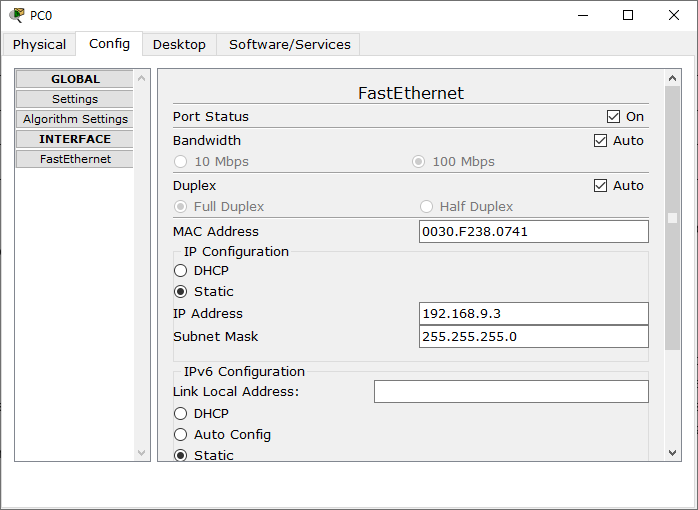 PC0
Physical Config Desktop Software/Services
GLOBAL
Settings
Algorithm Settings
INTERFACE
FastEthernet
FastEthernet
Port Status On
Bandwidth Auto
10 Mbps 100 Mbps
Duplex Auto
Full Duplex Half Duplex
MAC Address 0030.F238.0741
IP Configuration
DHCP
Static
IP Address 192.168.9.3
Subnet Mask 255.255.255.0
IPv6 Configuration
Link Local Address:
DHCP
Auto Config
Static